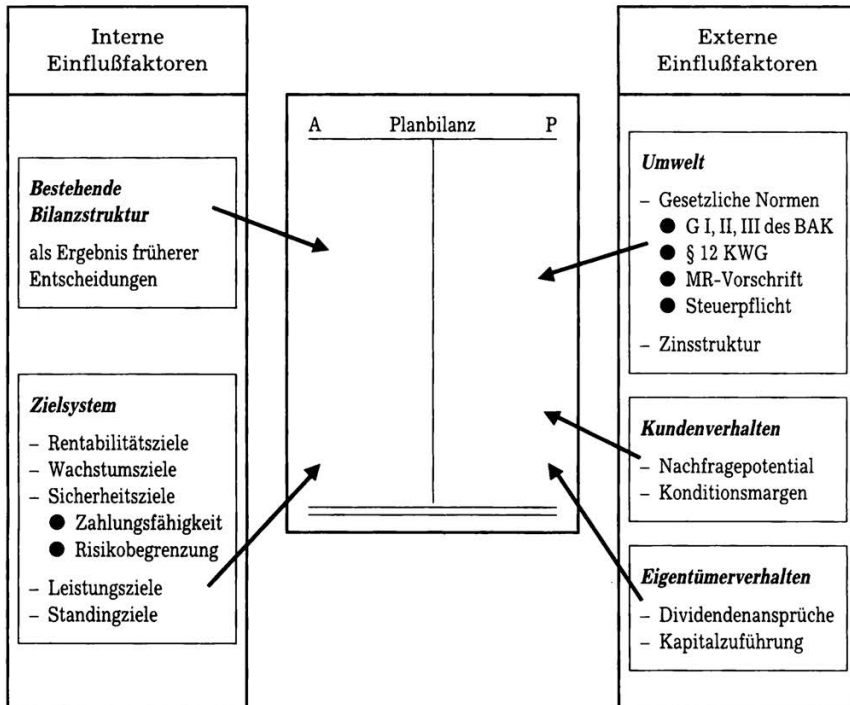 Interne
Einflußfaktoren
Bestehende
Bilanzstruktur
als Ergebnis früherer
Entscheidungen
Zielsystem
– Rentabilitätsziele
– Wachstumsziele
– Sicherheitsziele
● Zahlungsfähigkeit
● Risikobegrenzung
– Leistungsziele
– Standingziele
A Planbilanz P
Externe
Einflußfaktoren
Umwelt
– Gesetzliche Normen
● G I, II, III des BAK
● § 12 KWG
● MR-Vorschrift
● Steuerpflicht
– Zinsstruktur
Kundenverhalten
– Nachfragepotential
– Konditionsmargen
Eigentümerverhalten
– Dividendenansprüche
– Kapitalzuführung